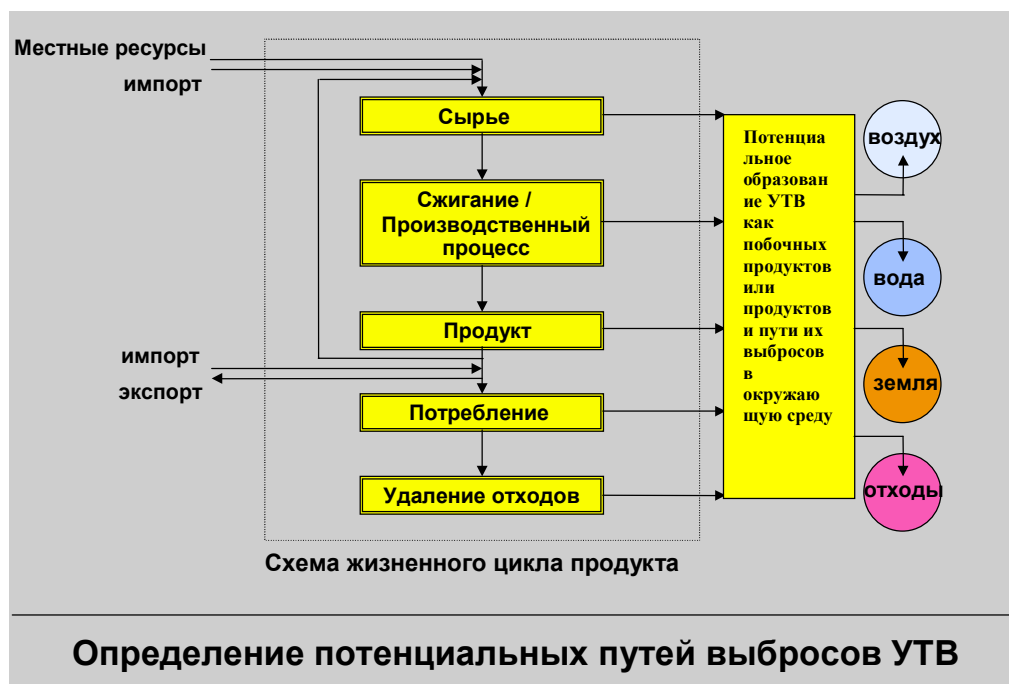 Местные ресурсы
импорт
Сырье
Сжигание /
Производственный
процесс
Продукт
импорт
экспорт
Потребление
Удаление отходов
Схема жизненного цикла продукта
Потенциа
льное
образован
ие УТВ
как
побочных
продуктов
или
продуктов
и пути их
выбросов
в
окружаю
щую среду
воздух
вода
земля
отходы
Определение потенциальных путей выбросов УТВ